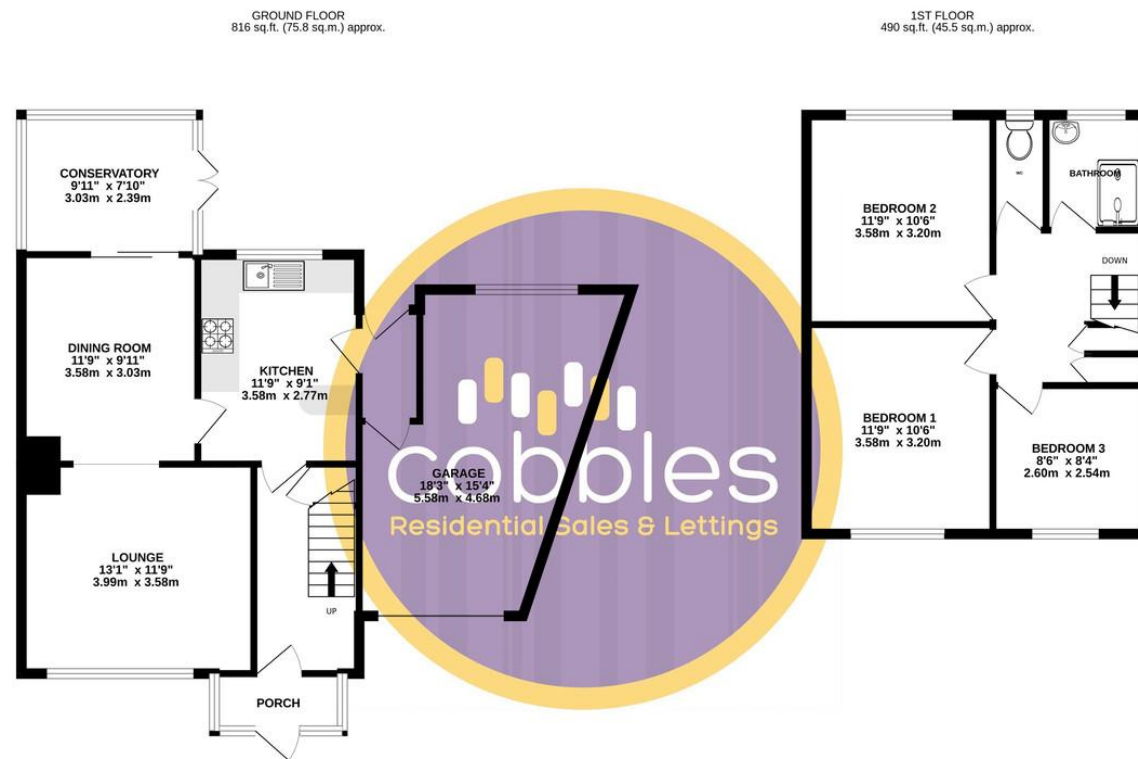 GROUND FLOOR
816 sq.ft. (75.8 sq.m.) approx.
1ST FLOOR
490 sq.ft. (45.5 sq.m.) approx.
CONSERVATORY
9'11" x 7'10"
3.03m x 2.39m
DINING ROOM
11'9" x 9'11"
3.58m x 3.03m
KITCHEN
11'9" x 9'1"
3.58m x 2.77m
LOUNGE
13'1" x 11'9"
3.99m x 3.58m
UP
PORCH
GARAGE
18'3" x 15'4"
5.58m x 4.68m
cobbles
Residential Sales & Lettings
BEDROOM 2
11'9" x 10'6"
3.58m x 3.20m
WC
BATHROOM
DOWN
BEDROOM 1
11'9" x 10'6"
3.58m x 3.20m
BEDROOM 3
8'6" x 8'4"
2.60m x 2.54m